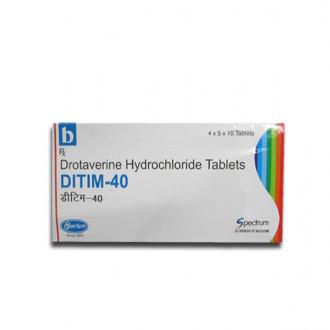 b
4 x 5 x 10 Tablets
Rx
Drotaverine Hydrochloride Tablets
DITIM-40
डीटिम-40
Spectrum